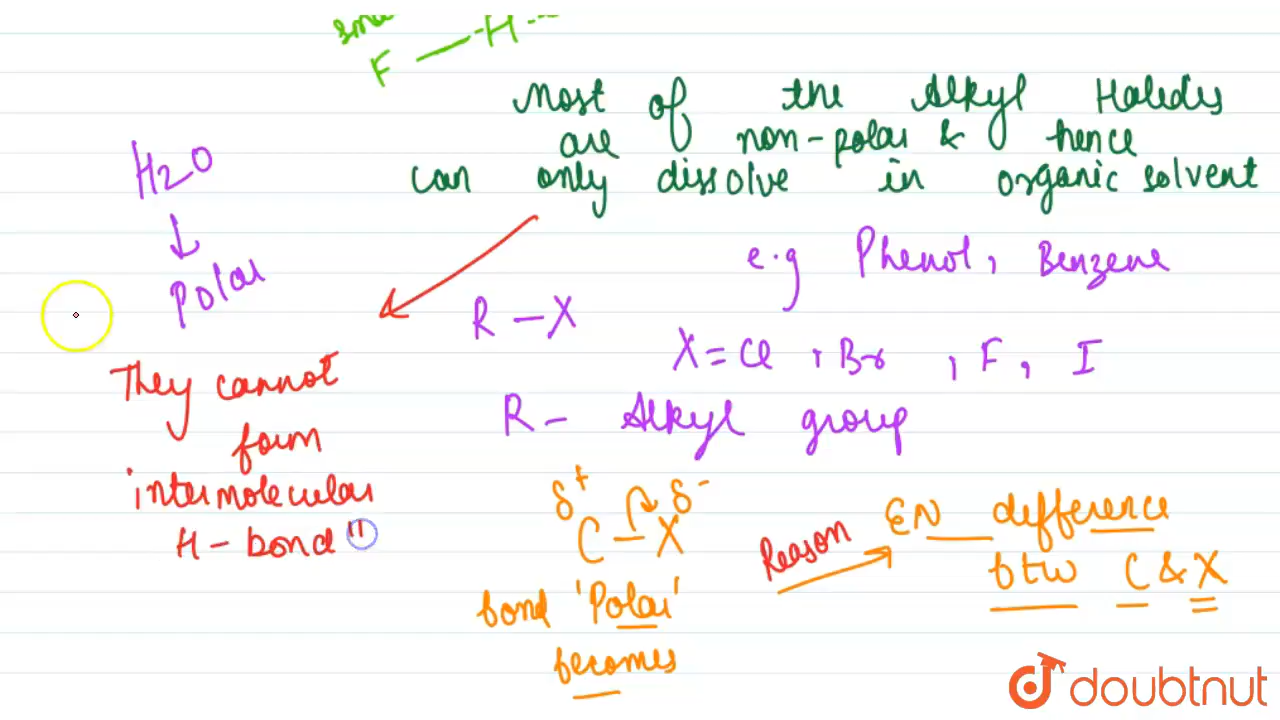 F — H
Most of the Alkyl Halides
are non-polar & hence
can only dissolve in organic solvent
H2O
↓
Polar
e.g Phenol, Benzene
R — X
X = Cl, Br, F, I
R — Alkyl group
They cannot
form
intermolecular
H - bond "
δ+ δ-
C — X
bond 'Polar'
becomes
Reason
EN difference
btw C & X
doubtnut